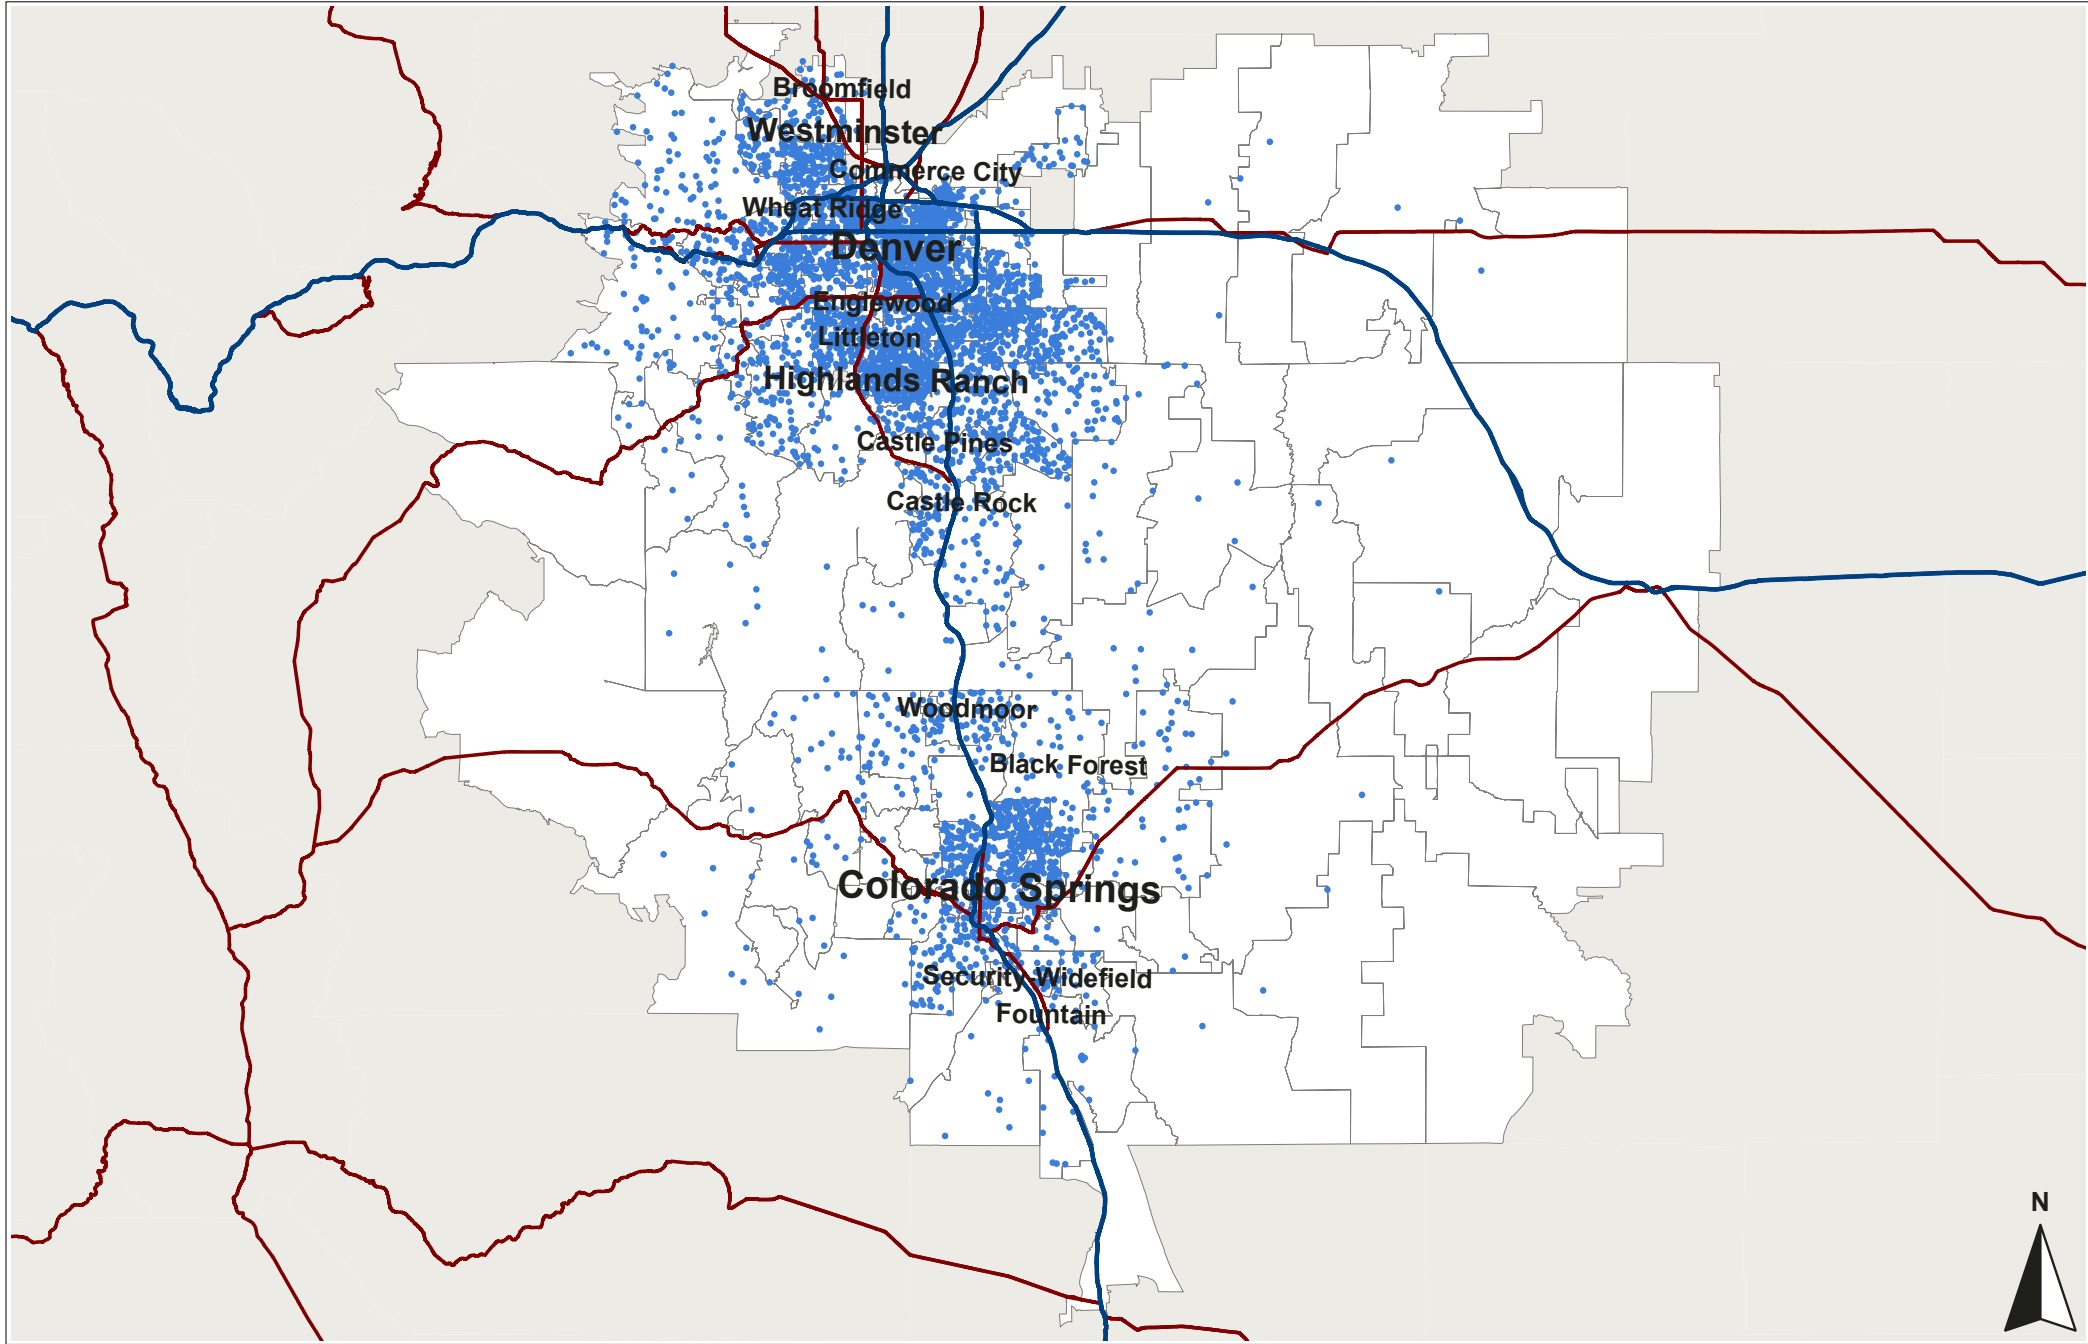 Broomfield
Westminster
Commerce City
Wheat Ridge
Denver
Englewood
Littleton
Highlands Ranch
Castle Pines
Castle Rock
Woodmoor
Black Forest
Colorado Springs
Security-Widefield
Fountain
N